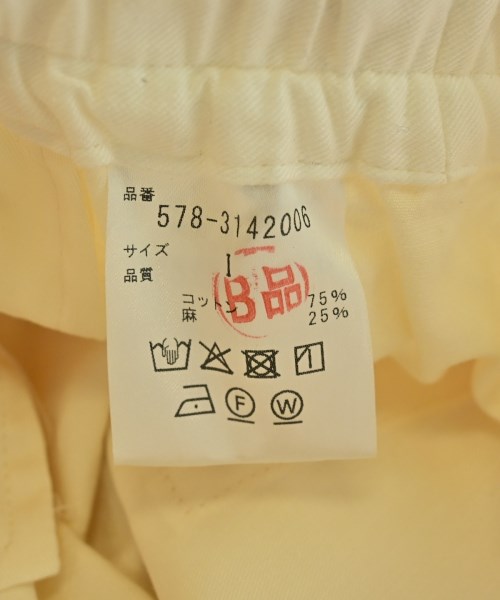 品番
578-3142006
サイズ I
品質
B品
コットン 75%
麻 25%
F W